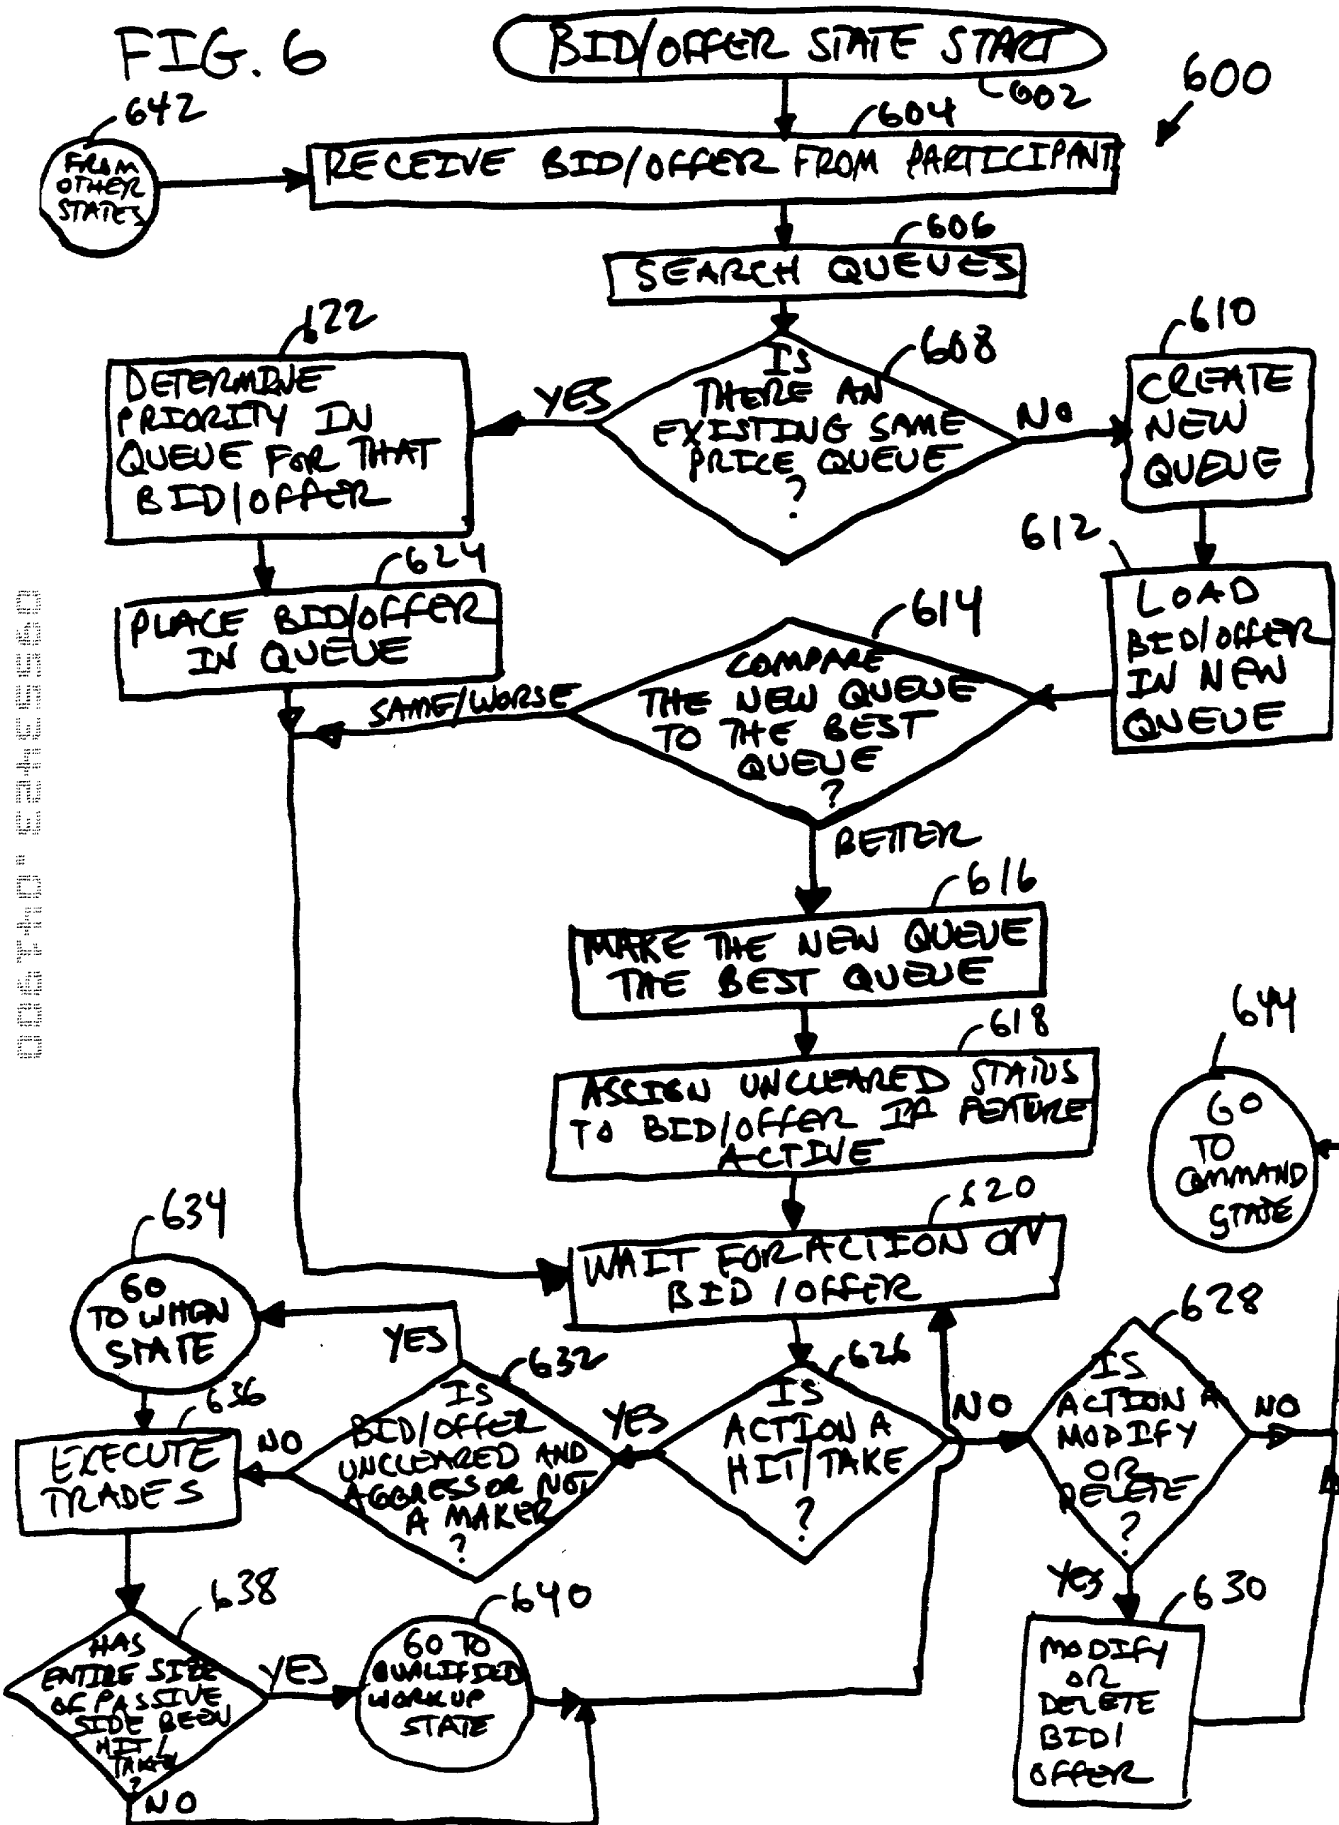 FIG. 6
BID/OFFER STATE START
602
600
642
FROM
OTHER
STATES
604
RECEIVE BID/OFFER FROM PARTICIPANT
606
SEARCH QUEUES
622
DETERMINE
PRIORITY IN
QUEUE FOR THAT
BID/OFFER
YES
608
IS
THERE AN
EXISTING SAME
PRICE QUEUE
?
NO
610
CREATE
NEW
QUEUE
624
PLACE BID/OFFER
IN QUEUE
612
LOAD
BID/OFFER
IN NEW
QUEUE
614
COMPARE
THE NEW QUEUE
TO THE BEST
QUEUE
?
SAME/WORSE
BETTER
616
MAKE THE NEW QUEUE
THE BEST QUEUE
618
ASSIGN UNCLEARED STATUS
TO BID/OFFER IF FEATURE
ACTIVE
644
GO
TO
COMMAND
STATE
620
WAIT FOR ACTION ON
BID/OFFER
634
GO
TO WHEN
STATE
YES
632
IS
BID/OFFER
UNCLEARED AND
AGGRESSOR NOT
A MAKER
?
YES
626
IS
ACTION A
HIT/TAKE
?
NO
628
IS
ACTION A
MODIFY
OR
DELETE
?
NO
636
EXECUTE
TRADES
NO
YES
630
MODIFY
OR
DELETE
BID/
OFFER
638
HAS
ENTIRE SIZE
OF PASSIVE
SIDE BEEN
HIT/
TAKEN
?
YES
640
GO TO
QUALIFIED
WORKUP
STATE
NO